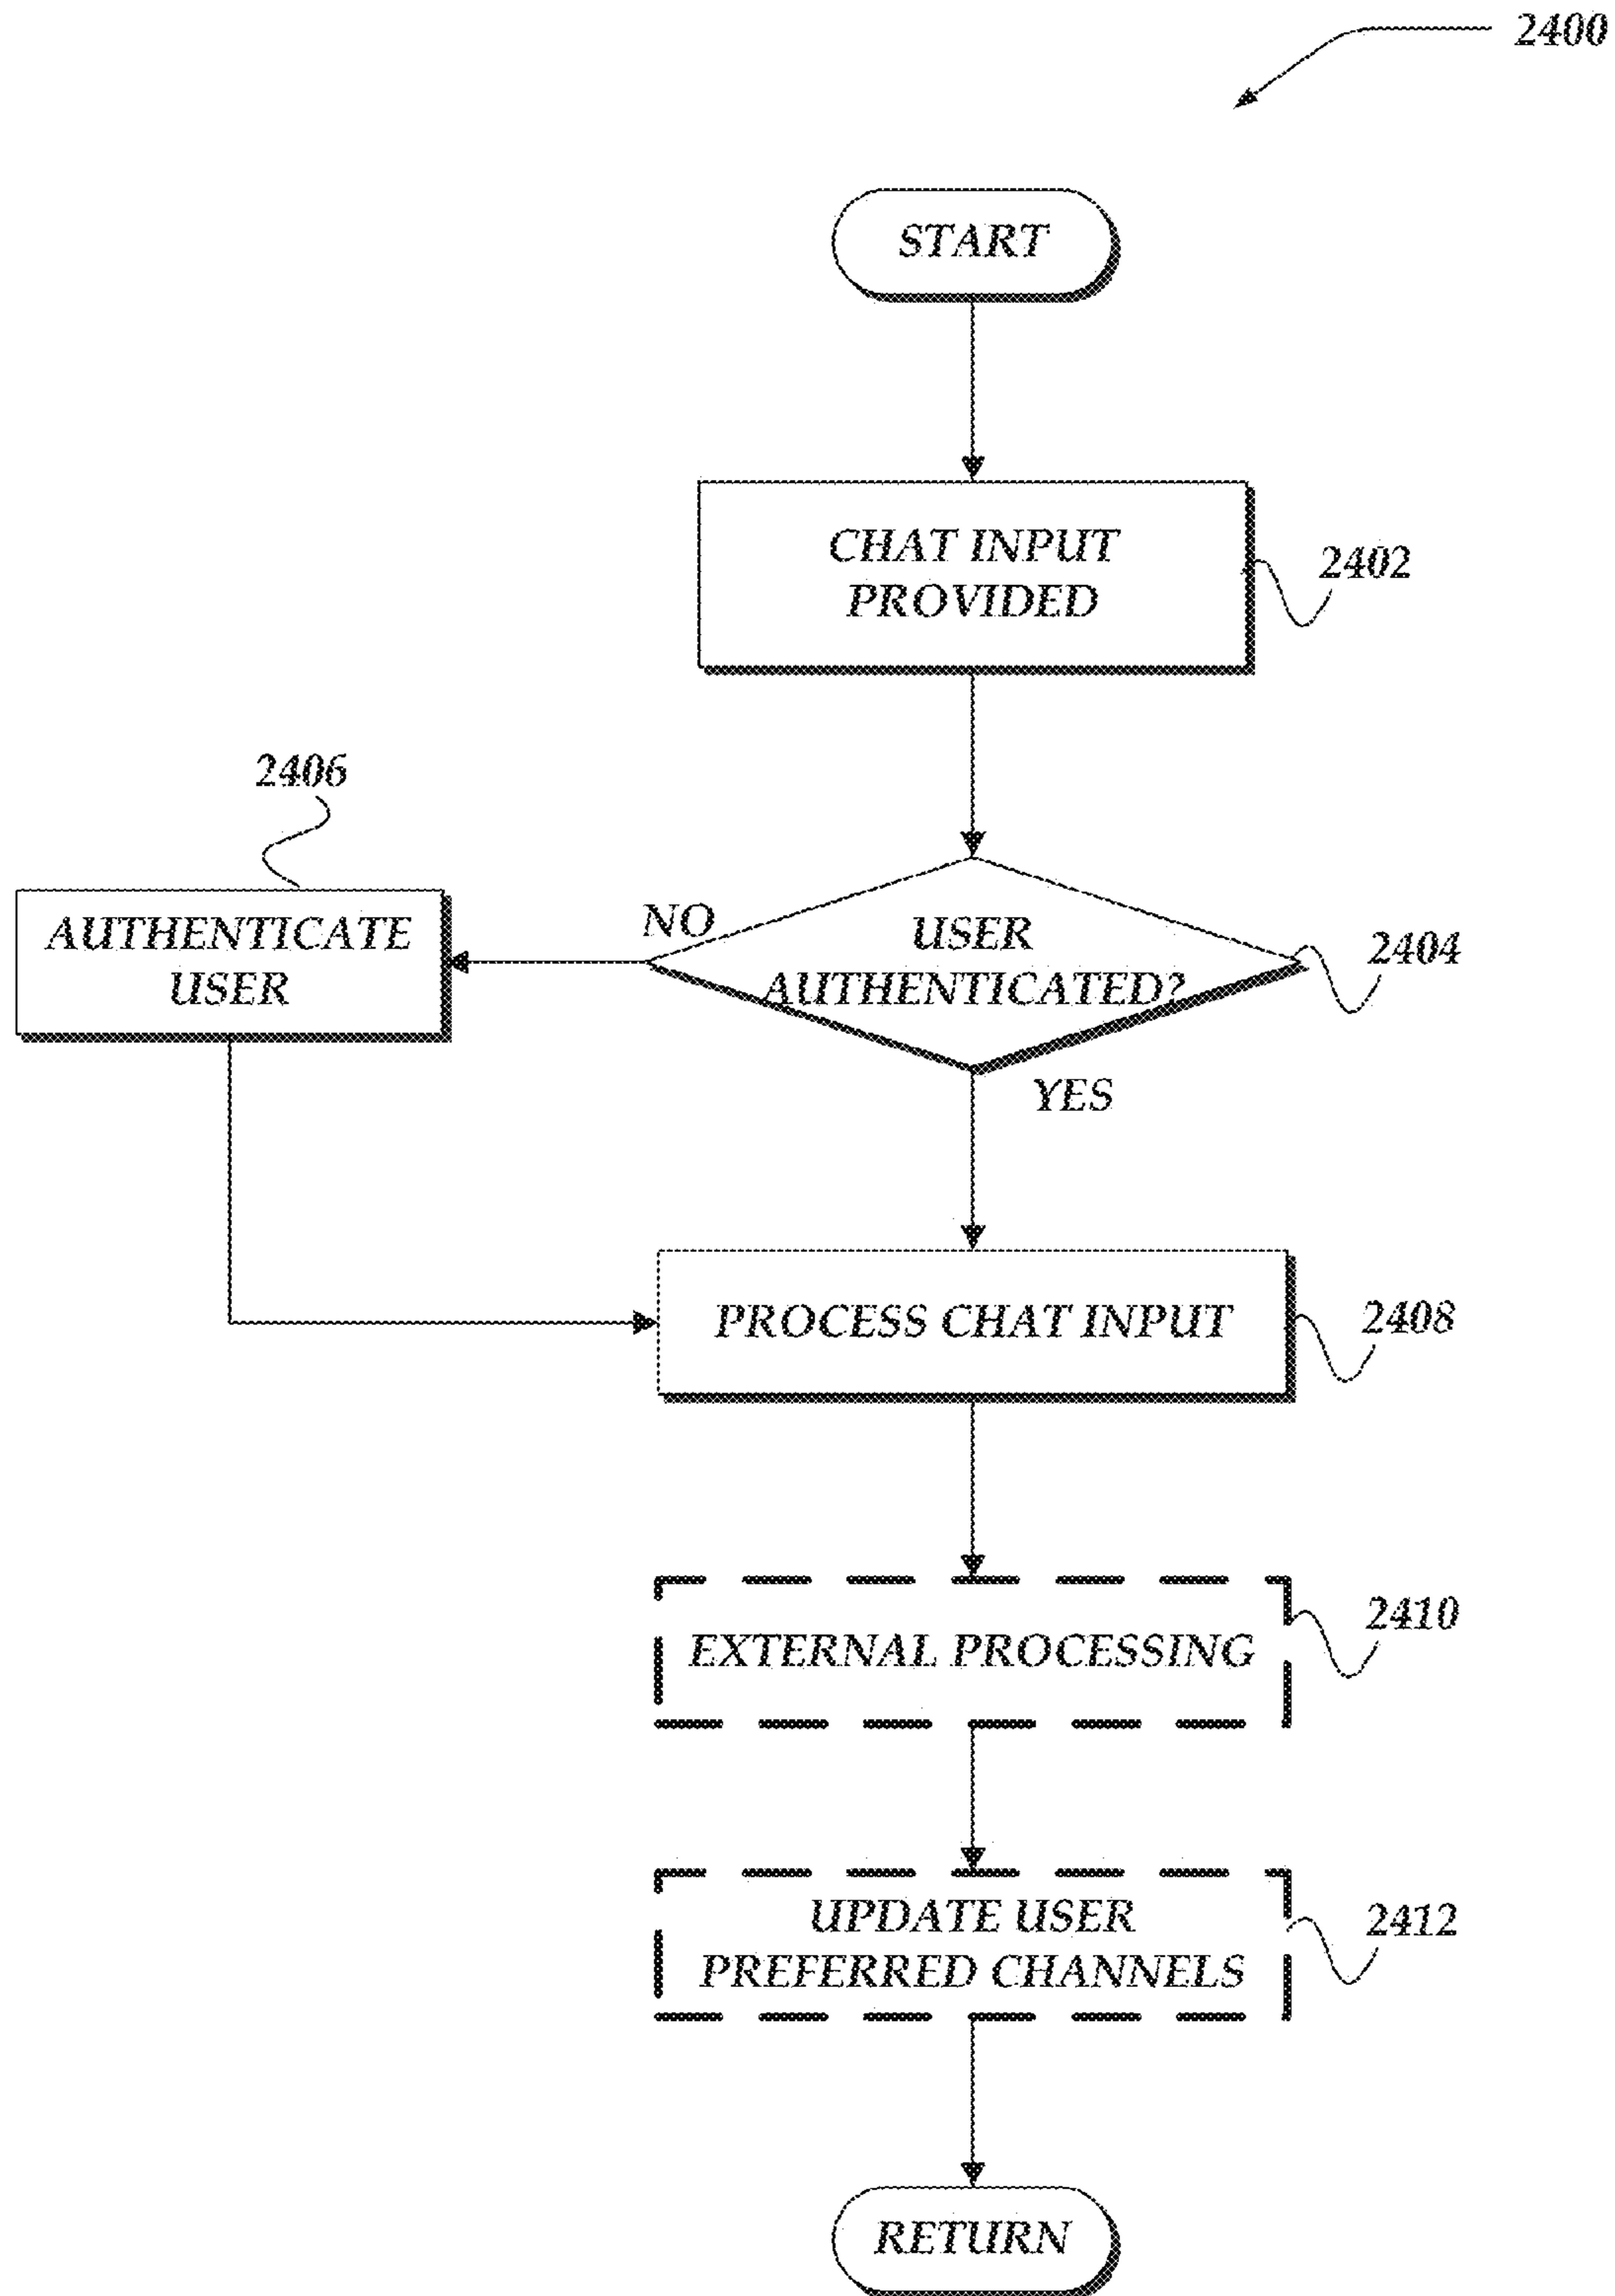 2400
START
CHAT INPUT
PROVIDED
2402
2406
AUTHENTICATE
USER
NO
USER
AUTHENTICATED?
2404
YES
PROCESS CHAT INPUT
2408
EXTERNAL PROCESSING
2410
UPDATE USER
PREFERRED CHANNELS
2412
RETURN